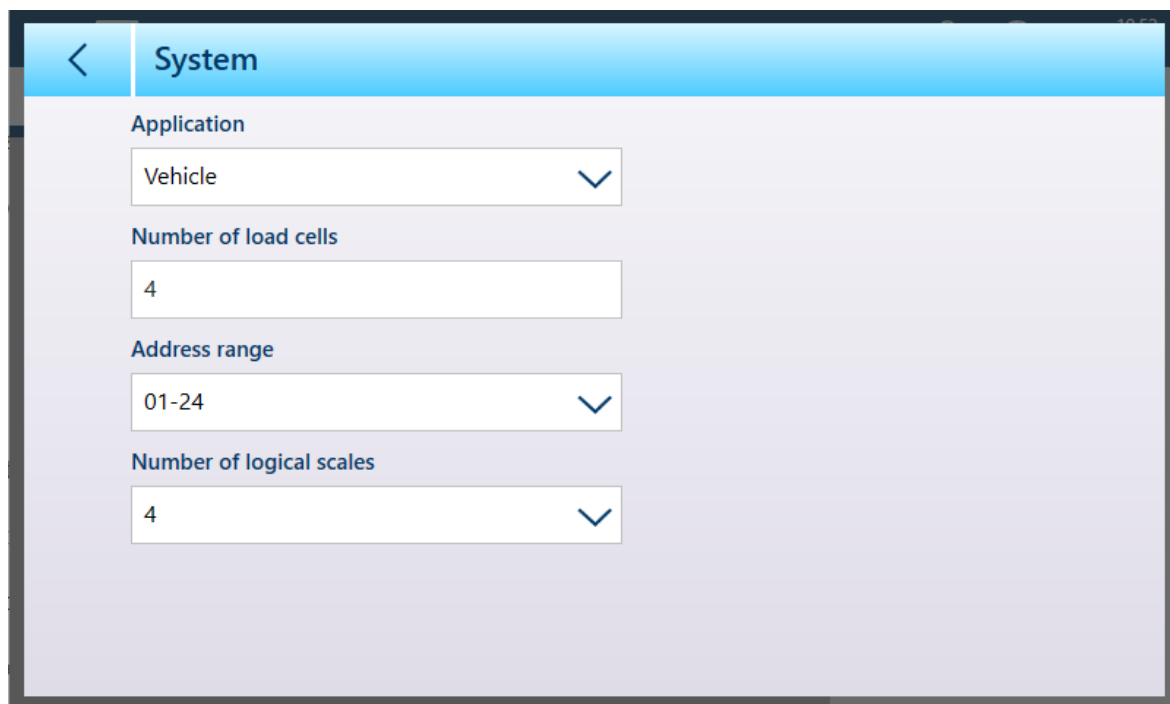 System
Application
Vehicle
Number of load cells
4
Address range
01-24
Number of logical scales
4